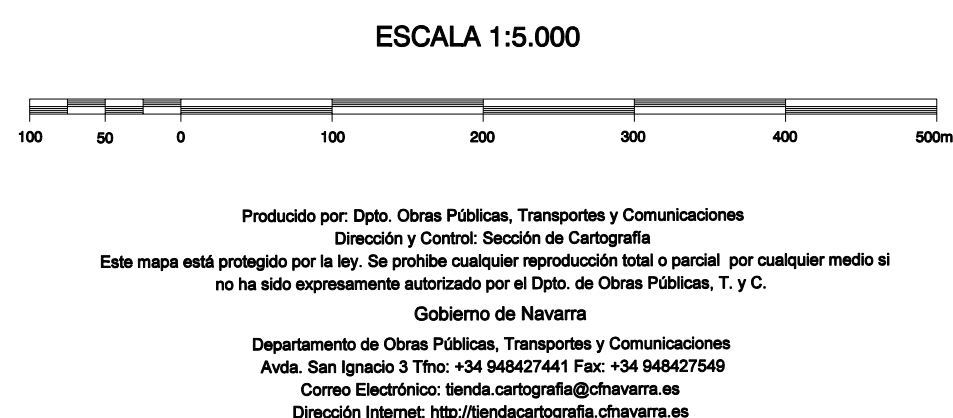 ESCALA 1:5.000
100 50 0 100 200 300 400 500m
Producido por: Dpto. Obras Públicas, Transportes y Comunicaciones
Dirección y Control: Sección de Cartografía
Este mapa está protegido por la ley. Se prohibe cualquier reproducción total o parcial por cualquier medio si
no ha sido expresamente autorizado por el Dpto. de Obras Públicas, T. y C.
Gobierno de Navarra
Departamento de Obras Públicas, Transportes y Comunicaciones
Avda. San Ignacio 3 Tfno: +34 948427441 Fax: +34 948427549
Correo Electrónico: tienda.cartografia@cfnavarra.es
Dirección Internet: http://tiendacartografia.cfnavarra.es